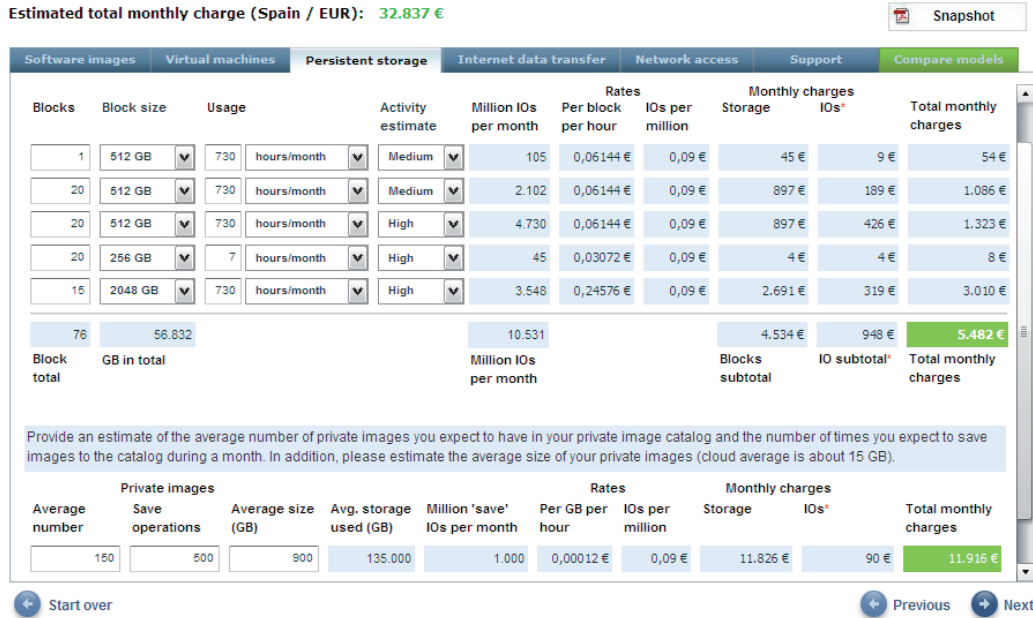 Estimated total monthly charge (Spain / EUR): 32.837 €
Snapshot
Software images Virtual machines Persistent storage Internet data transfer Network access Support Compare models
Rates Monthly charges
Blocks Block size Usage Activity estimate Million IOs per month Per block per hour IOs per million Storage IOs* Total monthly charges
1 512 GB 730 hours/month Medium 105 0,06144 € 0,09 € 45 € 9 € 54 €
20 512 GB 730 hours/month Medium 2.102 0,06144 € 0,09 € 897 € 189 € 1.086 €
20 512 GB 730 hours/month High 4.730 0,06144 € 0,09 € 897 € 426 € 1.323 €
20 256 GB 7 hours/month High 45 0,03072 € 0,09 € 4 € 4 € 8 €
15 2048 GB 730 hours/month High 3.548 0,24576 € 0,09 € 2.691 € 319 € 3.010 €
76 56.832 10.531 4.534 € 948 € 5.482 €
Block total GB in total Million IOs per month Blocks subtotal IO subtotal* Total monthly charges
Provide an estimate of the average number of private images you expect to have in your private image catalog and the number of times you expect to save
images to the catalog during a month. In addition, please estimate the average size of your private images (cloud average is about 15 GB).
Private images Rates Monthly charges
Average number Save operations Average size (GB) Avg. storage used (GB) Million 'save' IOs per month Per GB per hour IOs per million Storage IOs* Total monthly charges
150 500 900 135.000 1.000 0,00012 € 0,09 € 11.826 € 90 € 11.916 €
Start over Previous Next